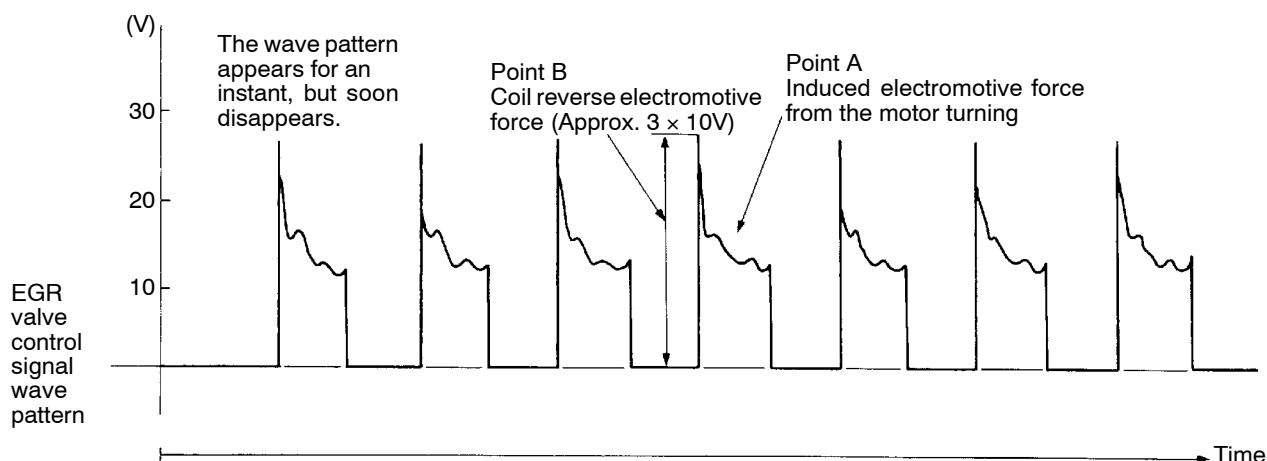 (V)
The wave pattern
appears for an
instant, but soon
disappears.
Point B
Coil reverse electromotive
force (Approx. 3 × 10V)
Point A
Induced electromotive force
from the motor turning
30
20
10
EGR
valve
control
signal
wave
pattern
Time